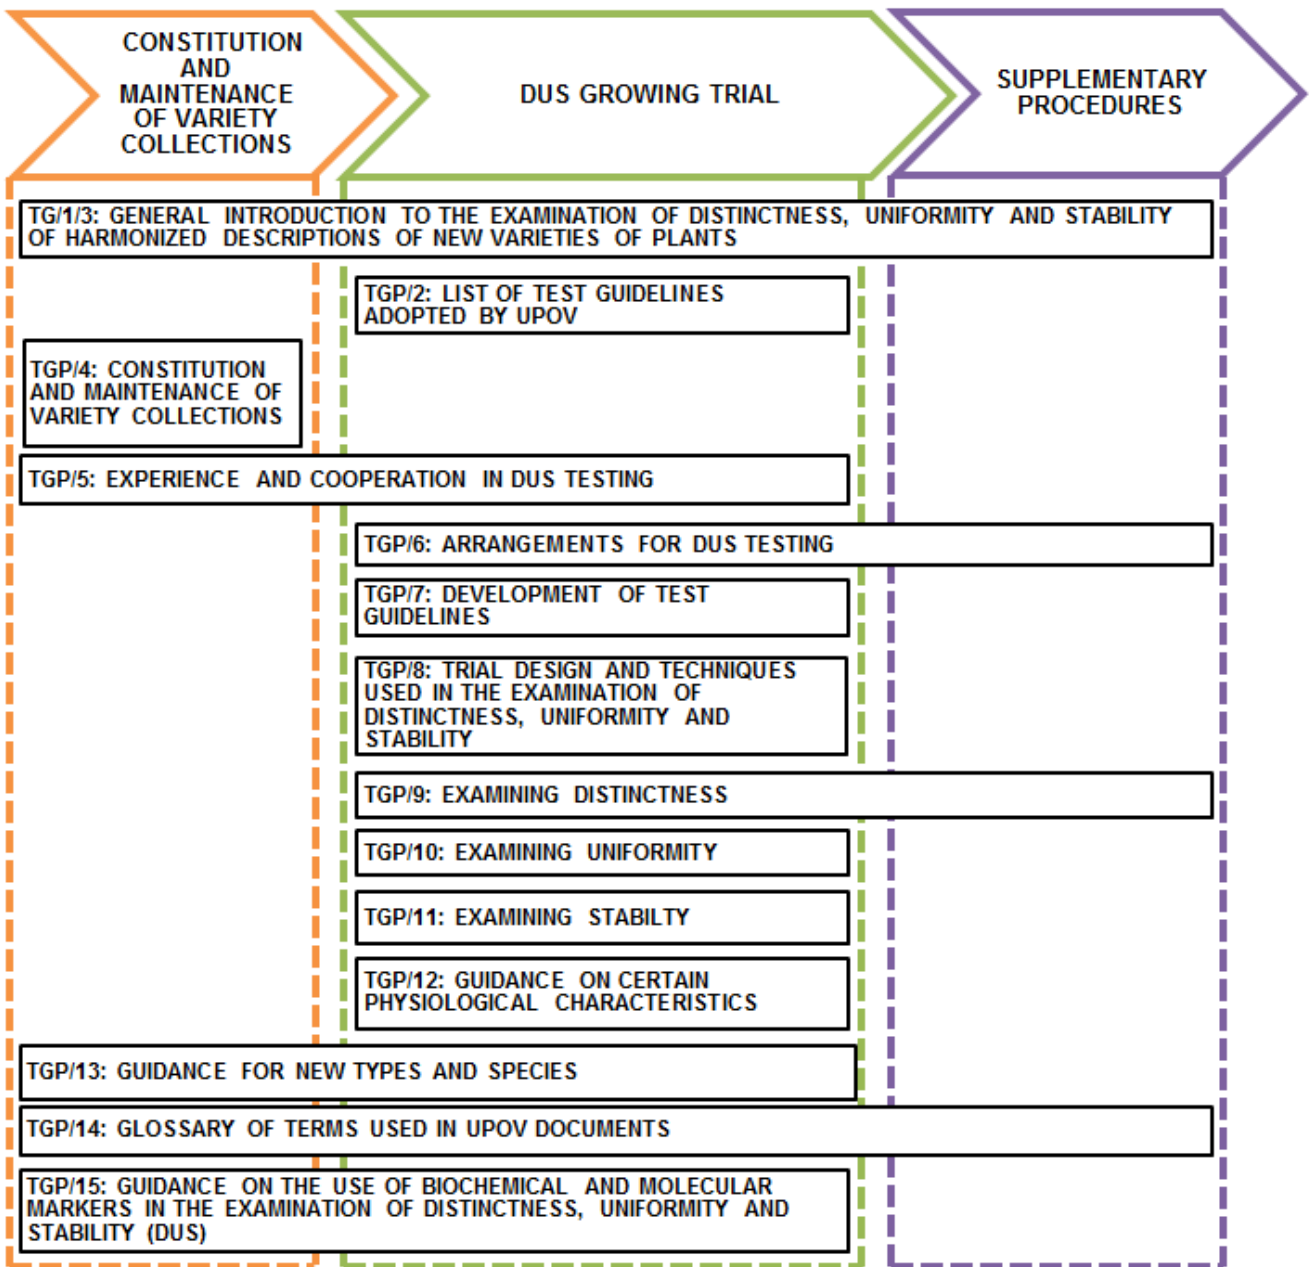 CONSTITUTION
AND
MAINTENANCE
OF VARIETY
COLLECTIONS
DUS GROWING TRIAL
SUPPLEMENTARY
PROCEDURES
TG/1/3: GENERAL INTRODUCTION TO THE EXAMINATION OF DISTINCTNESS, UNIFORMITY AND STABILITY
OF HARMONIZED DESCRIPTIONS OF NEW VARIETIES OF PLANTS
TGP/2: LIST OF TEST GUIDELINES
ADOPTED BY UPOV
TGP/4: CONSTITUTION
AND MAINTENANCE OF
VARIETY COLLECTIONS
TGP/5: EXPERIENCE AND COOPERATION IN DUS TESTING
TGP/6: ARRANGEMENTS FOR DUS TESTING
TGP/7: DEVELOPMENT OF TEST
GUIDELINES
TGP/8: TRIAL DESIGN AND TECHNIQUES
USED IN THE EXAMINATION OF
DISTINCTNESS, UNIFORMITY AND
STABILITY
TGP/9: EXAMINING DISTINCTNESS
TGP/10: EXAMINING UNIFORMITY
TGP/11: EXAMINING STABILTY
TGP/12: GUIDANCE ON CERTAIN
PHYSIOLOGICAL CHARACTERISTICS
TGP/13: GUIDANCE FOR NEW TYPES AND SPECIES
TGP/14: GLOSSARY OF TERMS USED IN UPOV DOCUMENTS
TGP/15: GUIDANCE ON THE USE OF BIOCHEMICAL AND MOLECULAR
MARKERS IN THE EXAMINATION OF DISTINCTNESS, UNIFORMITY AND
STABILITY (DUS)